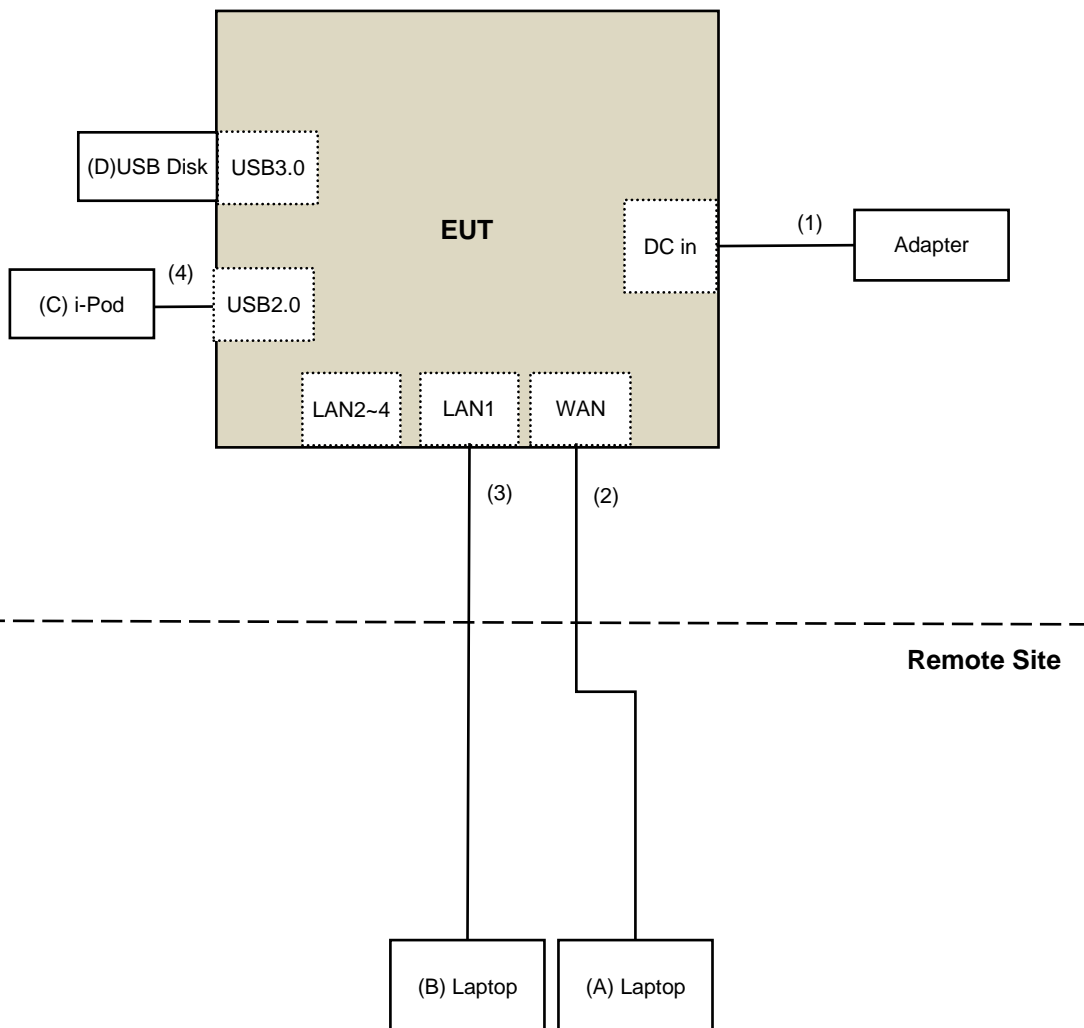 (D)USB Disk
USB3.0
EUT
DC in
(1)
Adapter
(4)
(C) i-Pod
USB2.0
LAN2~4
LAN1
WAN
(3)
(2)
Remote Site
(B) Laptop
(A) Laptop